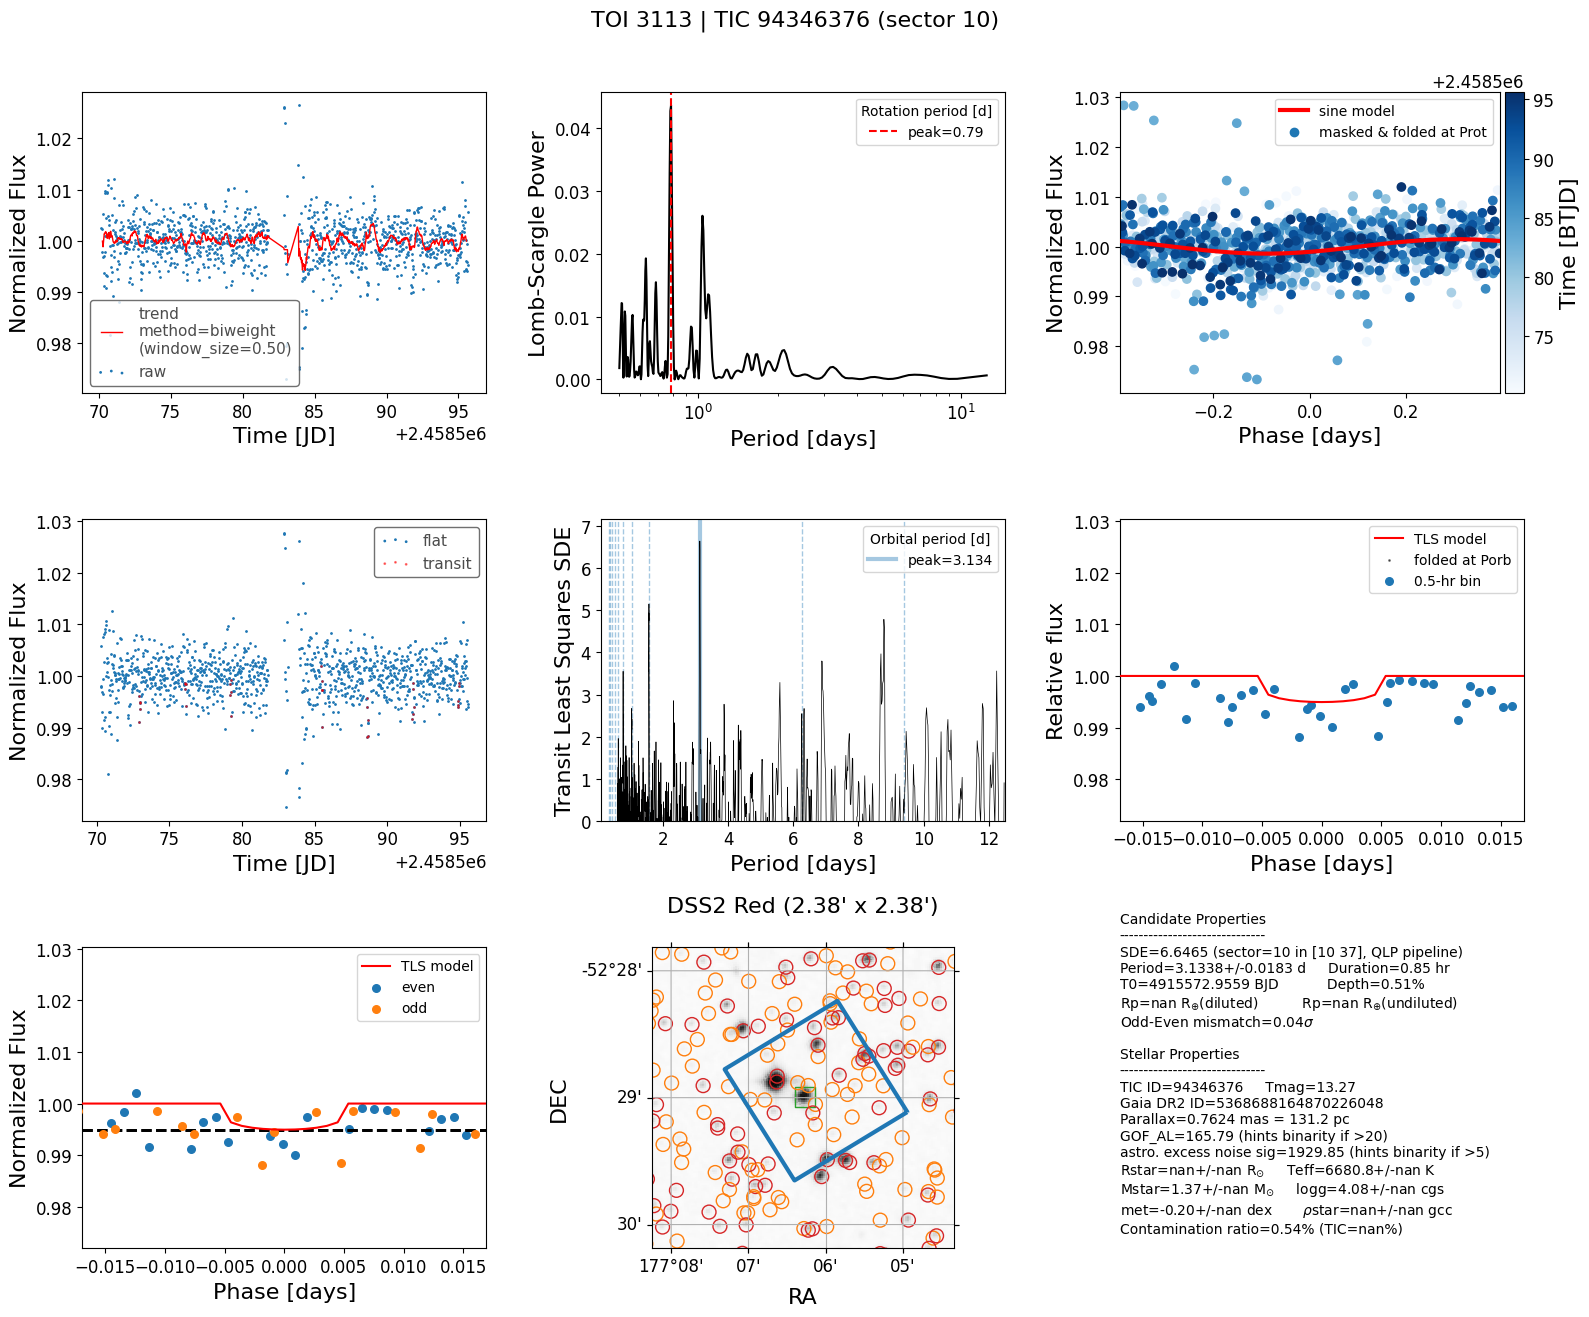 TOI 3113 | TIC 94346376 (sector 10)
Normalized Flux
1.02
1.01
1.00
0.99
0.98
trend
method=biweight
(window_size=0.50)
raw
70 75 80 85 90 95
Time [JD]
+2.4585e6
Lomb-Scargle Power
0.04
0.03
0.02
0.01
0.00
Rotation period [d]
peak=0.79
10^0 10^1
Period [days]
+2.4585e6
Normalized Flux
1.03
1.02
1.01
1.00
0.99
0.98
sine model
masked & folded at Prot
−0.2 0.0 0.2
Phase [days]
95
90
85
80
75
Time [BTJD]
Normalized Flux
1.03
1.02
1.01
1.00
0.99
0.98
flat
transit
70 75 80 85 90 95
Time [JD]
+2.4585e6
Transit Least Squares SDE
7
6
5
4
3
2
1
0
Orbital period [d]
peak=3.134
2 4 6 8 10 12
Period [days]
Relative flux
1.03
1.02
1.01
1.00
0.99
0.98
TLS model
folded at Porb
0.5-hr bin
−0.015 −0.010 −0.005 0.000 0.005 0.010 0.015
Phase [days]
Normalized Flux
1.03
1.02
1.01
1.00
0.99
0.98
TLS model
even
odd
−0.015 −0.010 −0.005 0.000 0.005 0.010 0.015
Phase [days]
DSS2 Red (2.38' x 2.38')
DEC
-52°28'
29'
30'
177°08' 07' 06' 05'
RA
Candidate Properties
------------------------------
SDE=6.6465 (sector=10 in [10 37], QLP pipeline)
Period=3.1338+/-0.0183 d Duration=0.85 hr
T0=4915572.9559 BJD Depth=0.51%
Rp=nan R⊕(diluted) Rp=nan R⊕(undiluted)
Odd-Even mismatch=0.04σ
Stellar Properties
------------------------------
TIC ID=94346376 Tmag=13.27
Gaia DR2 ID=5368688164870226048
Parallax=0.7624 mas = 131.2 pc
GOF_AL=165.79 (hints binarity if >20)
astro. excess noise sig=1929.85 (hints binarity if >5)
Rstar=nan+/-nan R⊙ Teff=6680.8+/-nan K
Mstar=1.37+/-nan M⊙ logg=4.08+/-nan cgs
met=-0.20+/-nan dex ρstar=nan+/-nan gcc
Contamination ratio=0.54% (TIC=nan%)